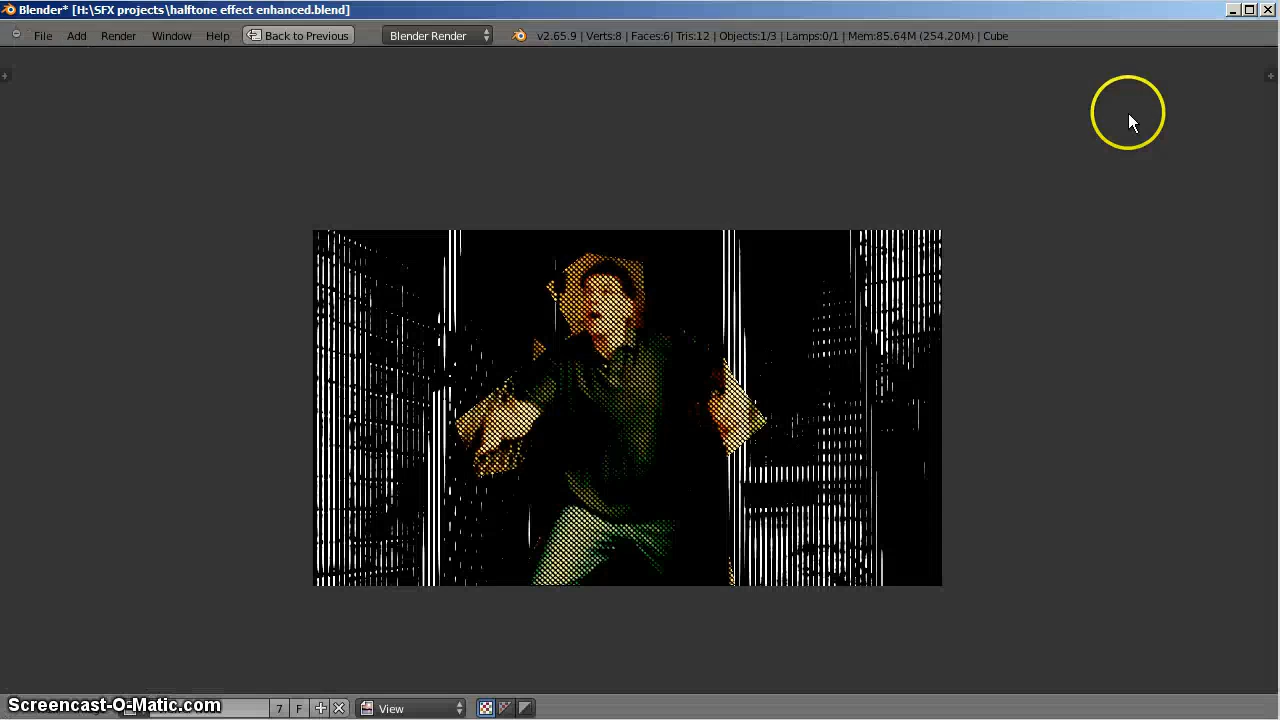 Blender* [H:\SFX projects\halftone effect enhanced.blend]
File Add Render Window Help Back to Previous Blender Render v2.65.9 | Verts:8 | Faces:6| Tris:12 | Objects:1/3 | Lamps:0/1 | Mem:85.64M (254.20M) | Cube
Screencast-O-Matic.com 7 F View